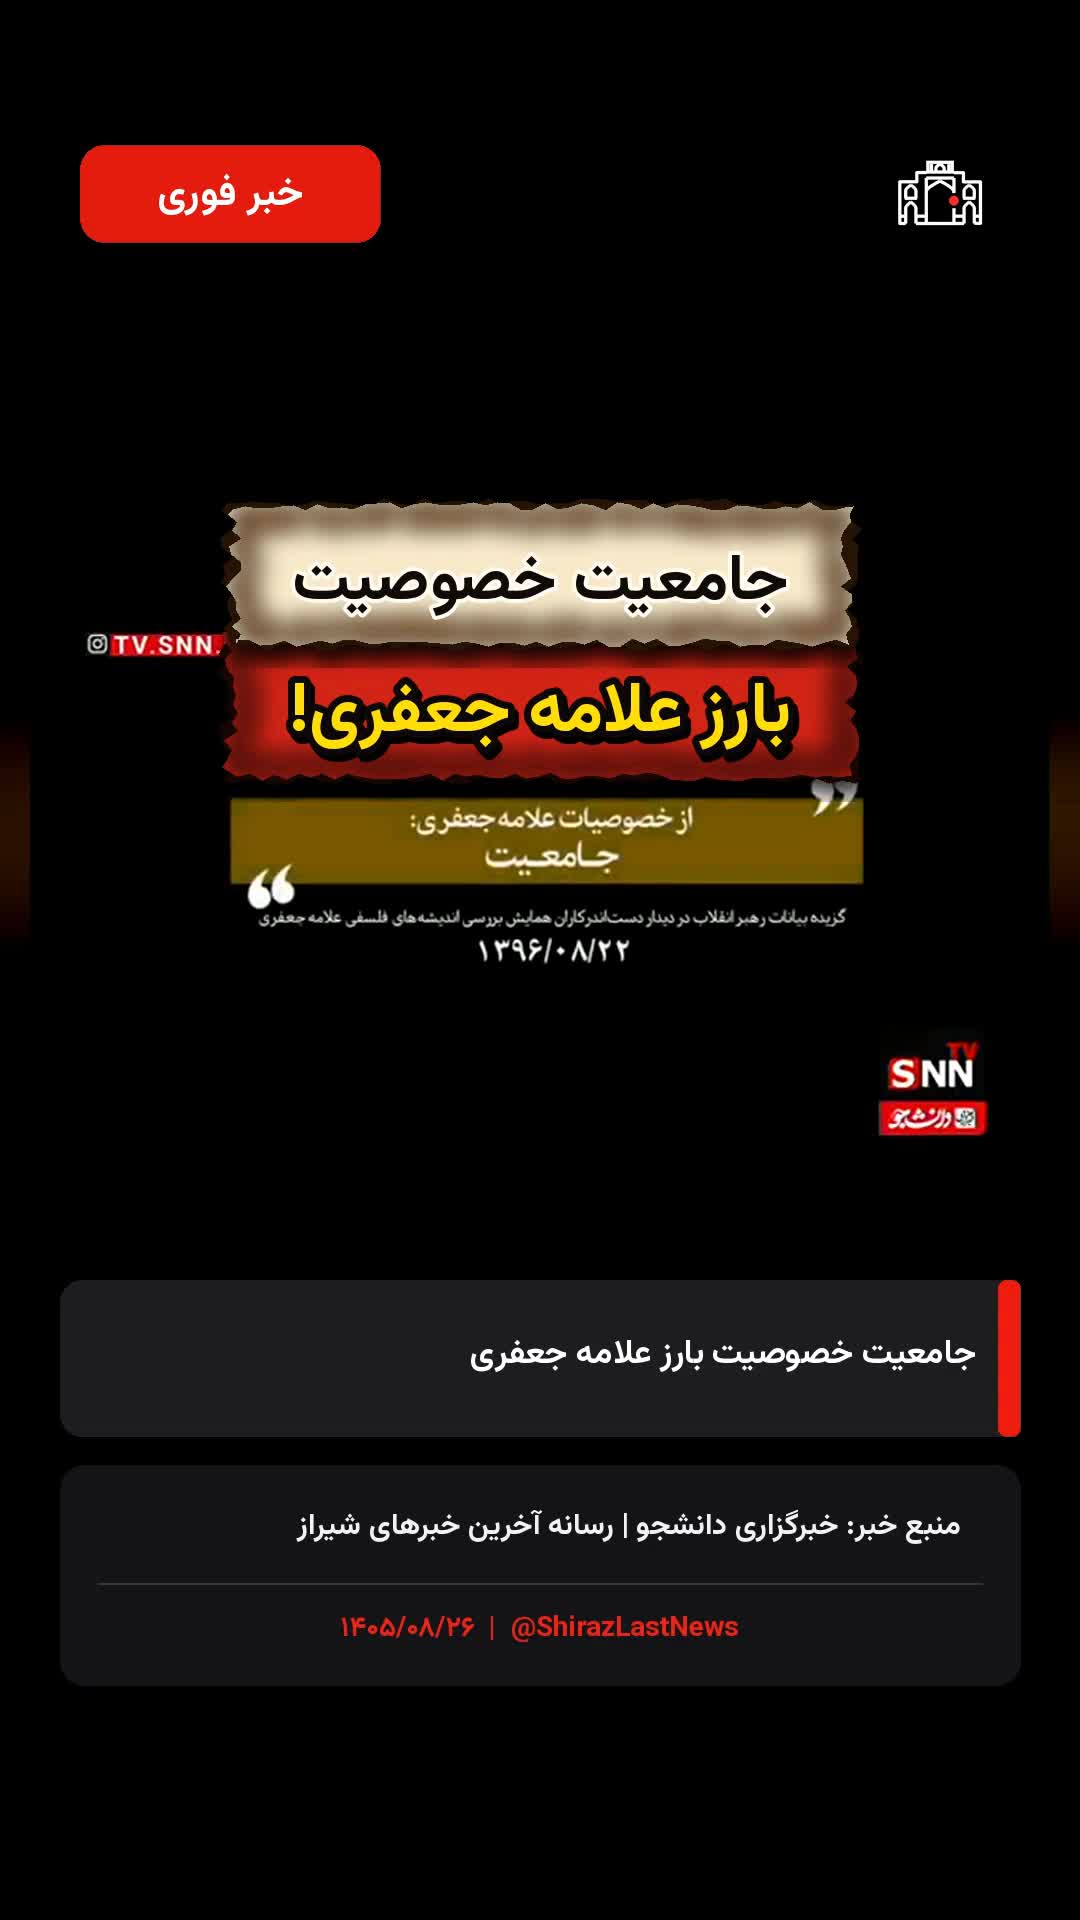 خبر فوری
جامعیت خصوصیت
TV.SNN.
بارز علامه جعفری!
از خصوصیات علامه جعفری:
جـامعـیت
گزیده بیانات رهبر انقلاب در دیدار دست‌اندرکاران همایش بررسی اندیشه‌های فلسفی علامه جعفری
۱۳۹۶/۰۸/۲۲
TV
SNN
دانشجو
جامعیت خصوصیت بارز علامه جعفری
منبع خبر: خبرگزاری دانشجو | رسانه آخرین خبرهای شیراز
۱۴۰۵/۰۸/۲۶ | @ShirazLastNews